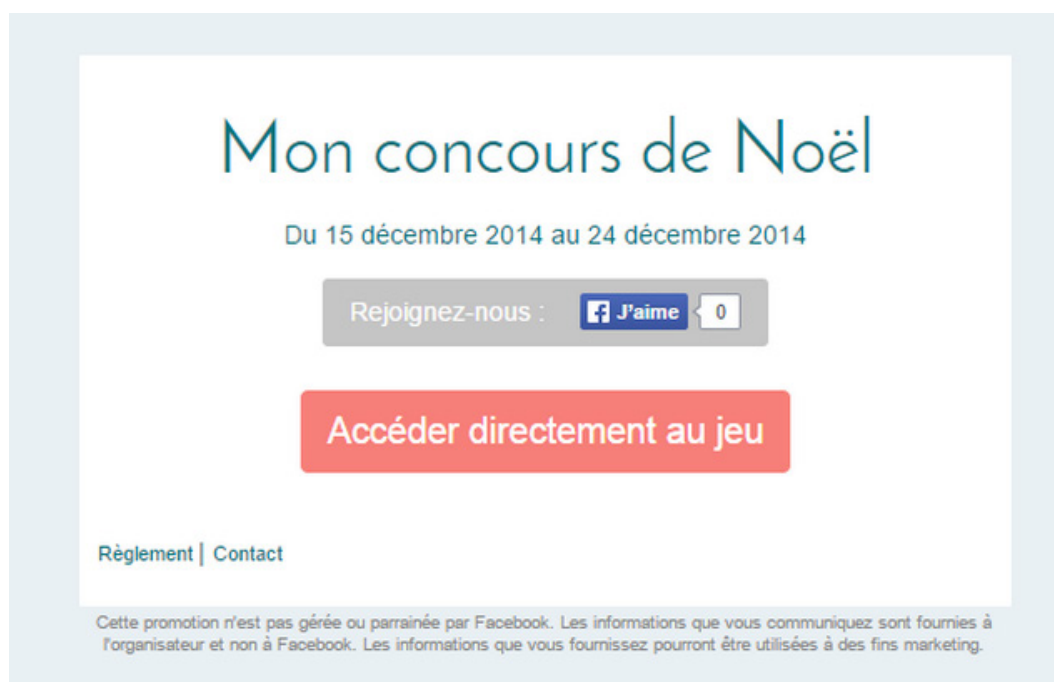 Mon concours de Noël
Du 15 décembre 2014 au 24 décembre 2014
Rejoignez-nous : J'aime 0
Accéder directement au jeu
Règlement | Contact
Cette promotion n'est pas gérée ou parrainée par Facebook. Les informations que vous communiquez sont fournies à
l'organisateur et non à Facebook. Les informations que vous fournissez pourront être utilisées à des fins marketing.